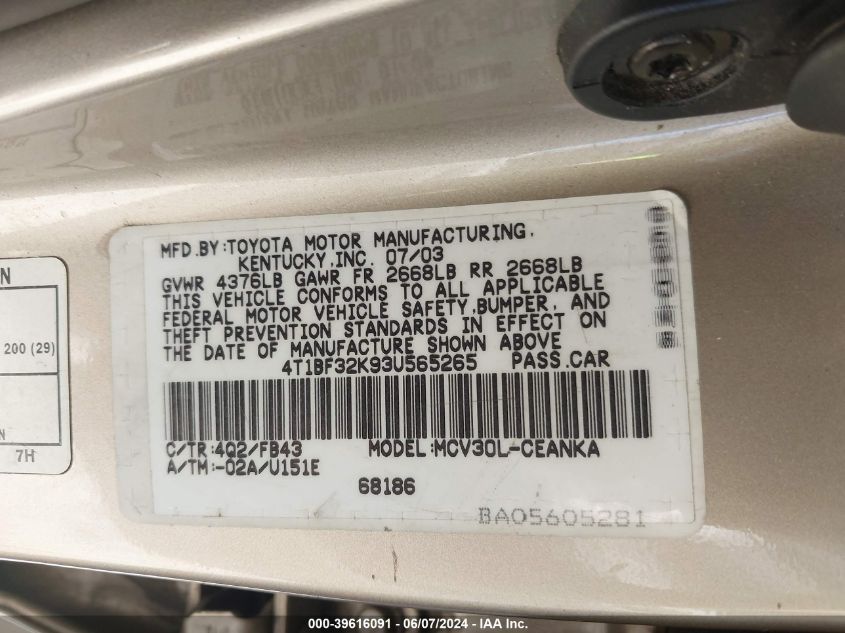 MFD.BY:TOYOTA MOTOR MANUFACTURING,
KENTUCKY,INC. 07/03
GVWR 4376LB GAWR FR 2668LB RR 2668LB
THIS VEHICLE CONFORMS TO ALL APPLICABLE
FEDERAL MOTOR VEHICLE SAFETY,BUMPER, AND
THEFT PREVENTION STANDARDS IN EFFECT ON
THE DATE OF MANUFACTURE SHOWN ABOVE
4T1BF32K93U565265 PASS.CAR
C/TR:4Q2/FB43 MODEL:MCV30L-CEANKA
A/TM:-02A/U151E
68186
BA05605281
N
200 (29)
N
7H
000-39616091 - 06/07/2024 - IAA Inc.